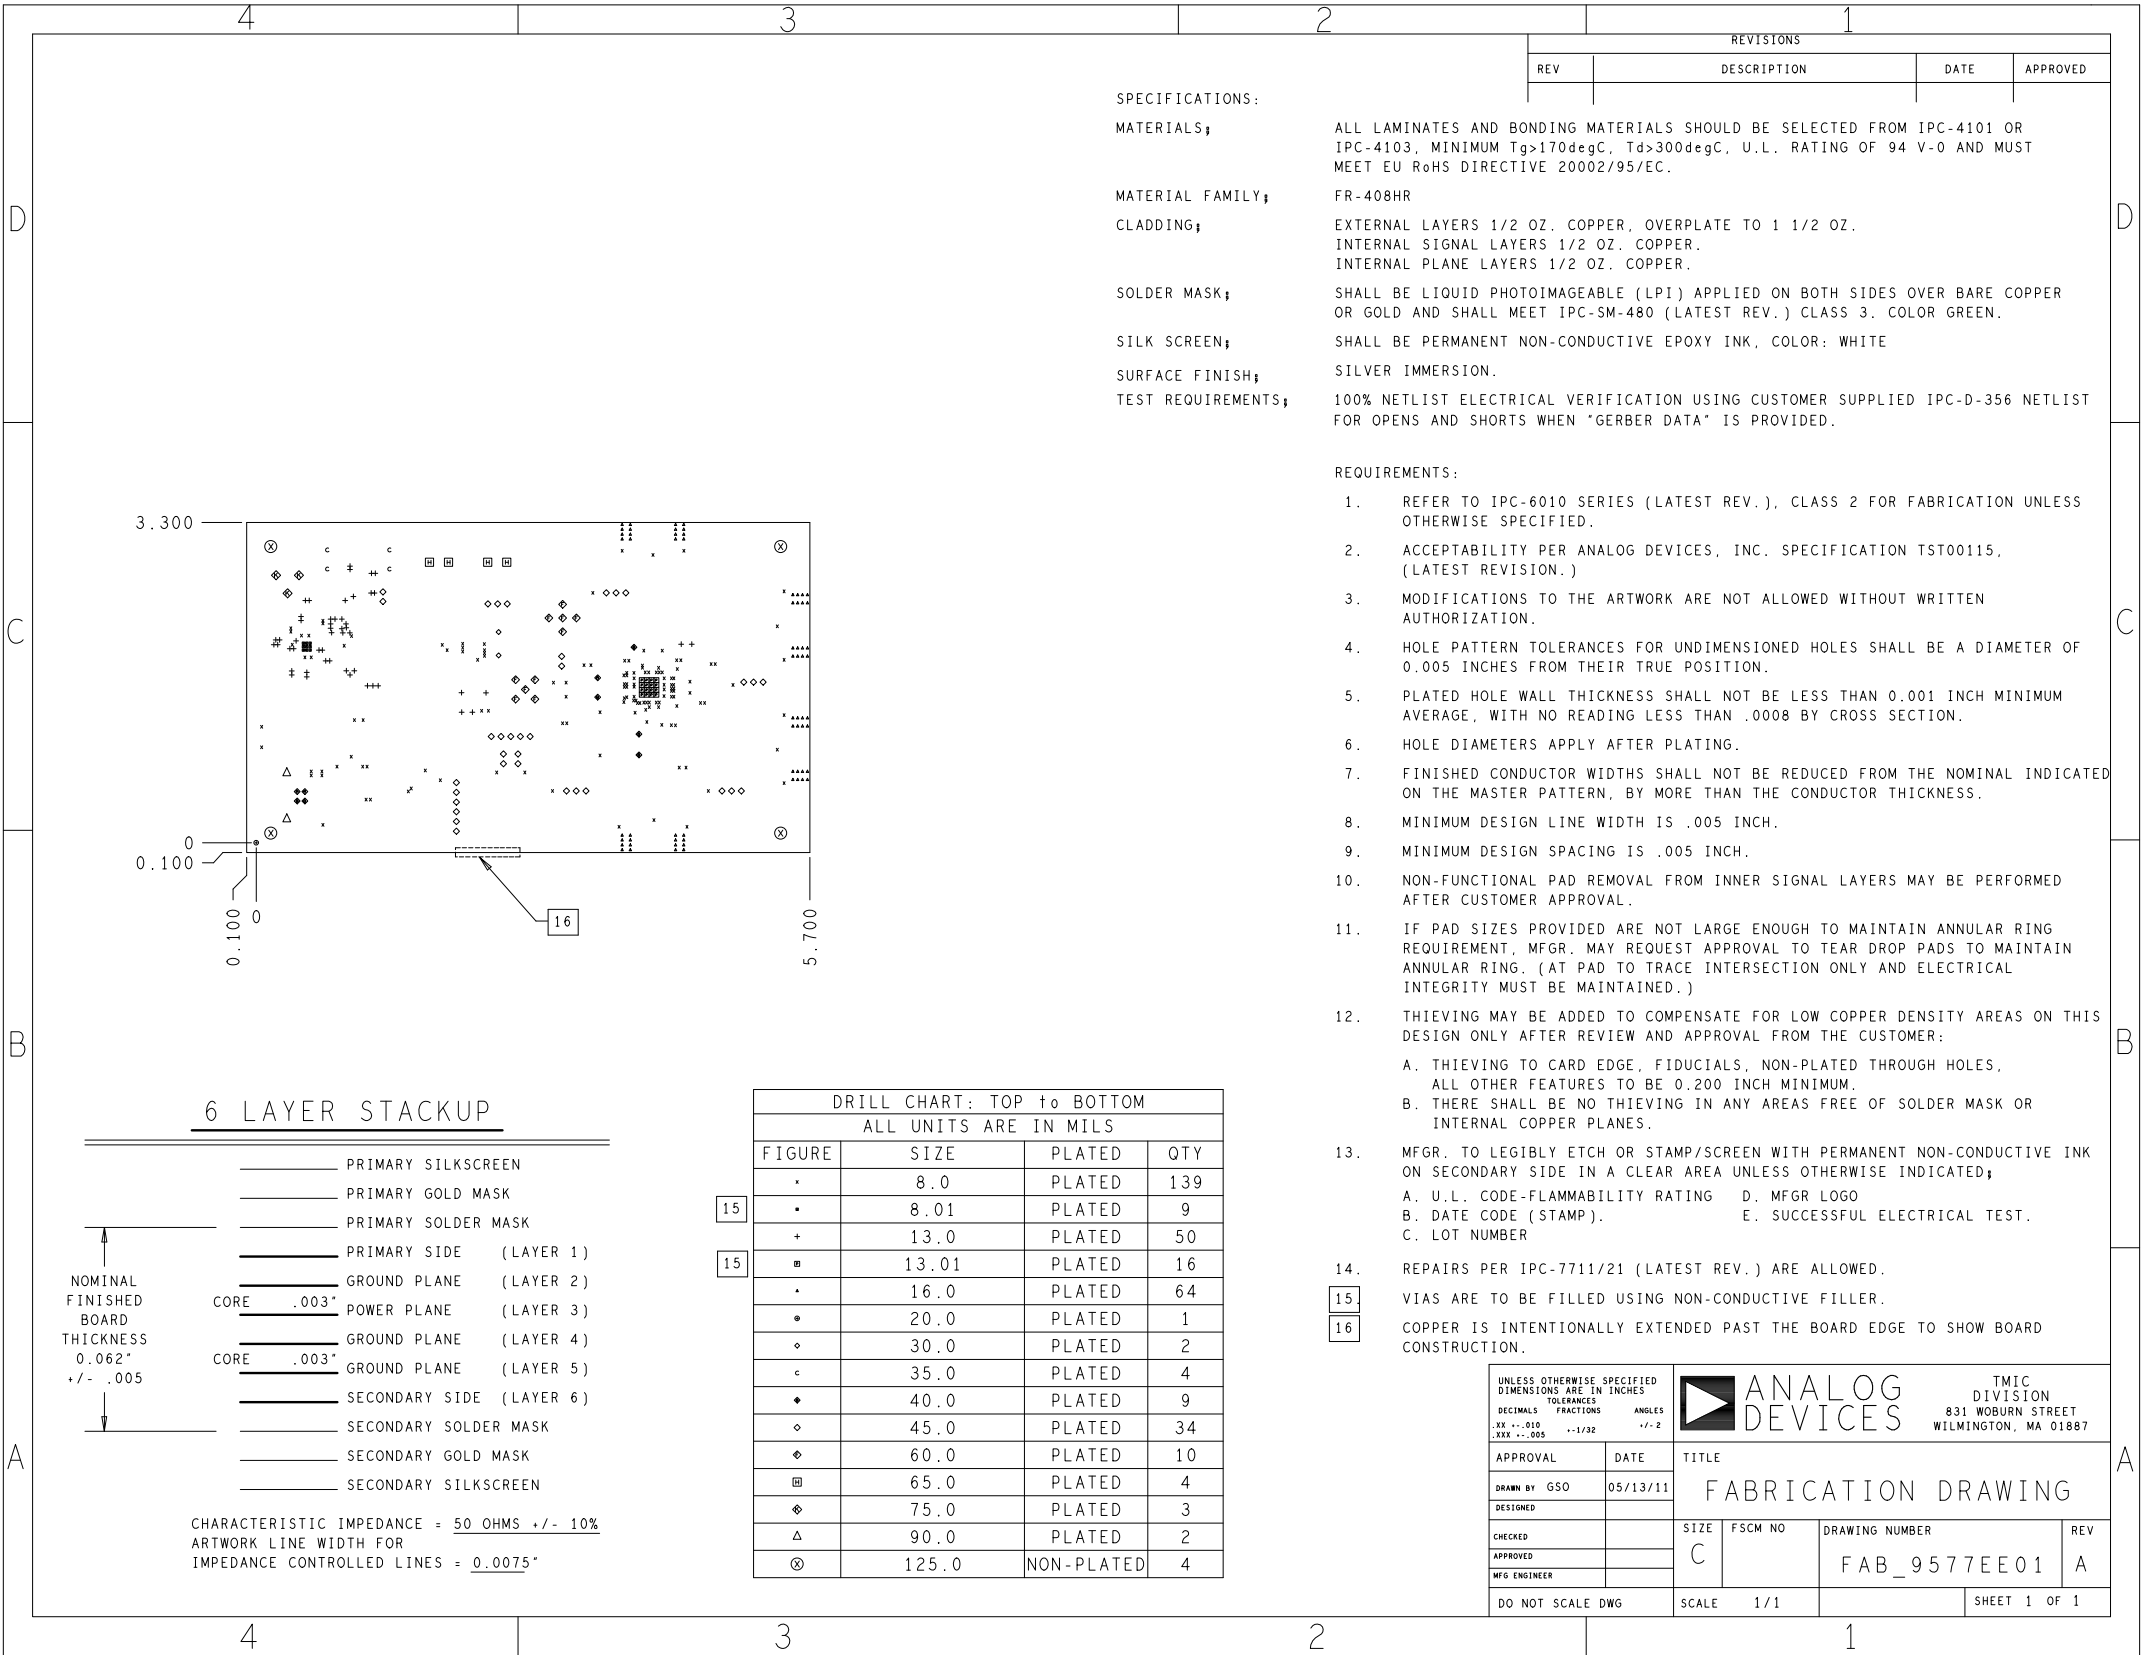 4 3 2 1
REVISIONS
REV DESCRIPTION DATE APPROVED
SPECIFICATIONS:
MATERIALS; ALL LAMINATES AND BONDING MATERIALS SHOULD BE SELECTED FROM IPC-4101 OR
IPC-4103, MINIMUM Tg>170degC, Td>300degC, U.L. RATING OF 94 V-0 AND MUST
MEET EU RoHS DIRECTIVE 20002/95/EC.
MATERIAL FAMILY; FR-408HR
CLADDING; EXTERNAL LAYERS 1/2 OZ. COPPER, OVERPLATE TO 1 1/2 OZ.
INTERNAL SIGNAL LAYERS 1/2 OZ. COPPER.
INTERNAL PLANE LAYERS 1/2 OZ. COPPER.
SOLDER MASK; SHALL BE LIQUID PHOTOIMAGEABLE (LPI) APPLIED ON BOTH SIDES OVER BARE COPPER
OR GOLD AND SHALL MEET IPC-SM-480 (LATEST REV.) CLASS 3. COLOR GREEN.
SILK SCREEN; SHALL BE PERMANENT NON-CONDUCTIVE EPOXY INK, COLOR: WHITE
SURFACE FINISH; SILVER IMMERSION.
TEST REQUIREMENTS; 100% NETLIST ELECTRICAL VERIFICATION USING CUSTOMER SUPPLIED IPC-D-356 NETLIST
FOR OPENS AND SHORTS WHEN "GERBER DATA" IS PROVIDED.
REQUIREMENTS:
1. REFER TO IPC-6010 SERIES (LATEST REV.), CLASS 2 FOR FABRICATION UNLESS
OTHERWISE SPECIFIED.
2. ACCEPTABILITY PER ANALOG DEVICES, INC. SPECIFICATION TST00115,
(LATEST REVISION.)
3. MODIFICATIONS TO THE ARTWORK ARE NOT ALLOWED WITHOUT WRITTEN
AUTHORIZATION.
4. HOLE PATTERN TOLERANCES FOR UNDIMENSIONED HOLES SHALL BE A DIAMETER OF
0.005 INCHES FROM THEIR TRUE POSITION.
5. PLATED HOLE WALL THICKNESS SHALL NOT BE LESS THAN 0.001 INCH MINIMUM
AVERAGE, WITH NO READING LESS THAN .0008 BY CROSS SECTION.
6. HOLE DIAMETERS APPLY AFTER PLATING.
7. FINISHED CONDUCTOR WIDTHS SHALL NOT BE REDUCED FROM THE NOMINAL INDICATED
ON THE MASTER PATTERN, BY MORE THAN THE CONDUCTOR THICKNESS.
8. MINIMUM DESIGN LINE WIDTH IS .005 INCH.
9. MINIMUM DESIGN SPACING IS .005 INCH.
10. NON-FUNCTIONAL PAD REMOVAL FROM INNER SIGNAL LAYERS MAY BE PERFORMED
AFTER CUSTOMER APPROVAL.
11. IF PAD SIZES PROVIDED ARE NOT LARGE ENOUGH TO MAINTAIN ANNULAR RING
REQUIREMENT, MFGR. MAY REQUEST APPROVAL TO TEAR DROP PADS TO MAINTAIN
ANNULAR RING. (AT PAD TO TRACE INTERSECTION ONLY AND ELECTRICAL
INTEGRITY MUST BE MAINTAINED.)
12. THIEVING MAY BE ADDED TO COMPENSATE FOR LOW COPPER DENSITY AREAS ON THIS
DESIGN ONLY AFTER REVIEW AND APPROVAL FROM THE CUSTOMER:
A. THIEVING TO CARD EDGE, FIDUCIALS, NON-PLATED THROUGH HOLES,
ALL OTHER FEATURES TO BE 0.200 INCH MINIMUM.
B. THERE SHALL BE NO THIEVING IN ANY AREAS FREE OF SOLDER MASK OR
INTERNAL COPPER PLANES.
13. MFGR. TO LEGIBLY ETCH OR STAMP/SCREEN WITH PERMANENT NON-CONDUCTIVE INK
ON SECONDARY SIDE IN A CLEAR AREA UNLESS OTHERWISE INDICATED;
A. U.L. CODE-FLAMMABILITY RATING D. MFGR LOGO
B. DATE CODE (STAMP). E. SUCCESSFUL ELECTRICAL TEST.
C. LOT NUMBER
14. REPAIRS PER IPC-7711/21 (LATEST REV.) ARE ALLOWED.
15. VIAS ARE TO BE FILLED USING NON-CONDUCTIVE FILLER.
16 COPPER IS INTENTIONALLY EXTENDED PAST THE BOARD EDGE TO SHOW BOARD
CONSTRUCTION.
3.300
0
0.100
0.100
0
5.700
16
6 LAYER STACKUP
PRIMARY SILKSCREEN
PRIMARY GOLD MASK
PRIMARY SOLDER MASK
PRIMARY SIDE (LAYER 1)
GROUND PLANE (LAYER 2)
CORE .003"
POWER PLANE (LAYER 3)
GROUND PLANE (LAYER 4)
CORE .003"
GROUND PLANE (LAYER 5)
SECONDARY SIDE (LAYER 6)
SECONDARY SOLDER MASK
SECONDARY GOLD MASK
SECONDARY SILKSCREEN
NOMINAL
FINISHED
BOARD
THICKNESS
0.062"
+/- .005
CHARACTERISTIC IMPEDANCE = 50 OHMS +/- 10%
ARTWORK LINE WIDTH FOR
IMPEDANCE CONTROLLED LINES = 0.0075"
DRILL CHART: TOP to BOTTOM
ALL UNITS ARE IN MILS
FIGURE SIZE PLATED QTY
8.0 PLATED 139
15 8.01 PLATED 9
+ 13.0 PLATED 50
15 13.01 PLATED 16
16.0 PLATED 64
20.0 PLATED 1
30.0 PLATED 2
C 35.0 PLATED 4
40.0 PLATED 9
45.0 PLATED 34
60.0 PLATED 10
H 65.0 PLATED 4
K 75.0 PLATED 3
90.0 PLATED 2
X 125.0 NON-PLATED 4
UNLESS OTHERWISE SPECIFIED
DIMENSIONS ARE IN INCHES
TOLERANCES
DECIMALS FRACTIONS ANGLES
.XX +-.010 +-1/32 +/- 2
.XXX +-.005
ANALOG
DEVICES
TMIC
DIVISION
831 WOBURN STREET
WILMINGTON, MA 01887
APPROVAL DATE
DRAWN BY GSO 05/13/11
DESIGNED
CHECKED
APPROVED
MFG ENGINEER
DO NOT SCALE DWG
TITLE
FABRICATION DRAWING
SIZE FSCM NO DRAWING NUMBER REV
C FAB_9577EE01 A
SCALE 1/1 SHEET 1 OF 1
D D
C C
B B
A A
4 3 2 1